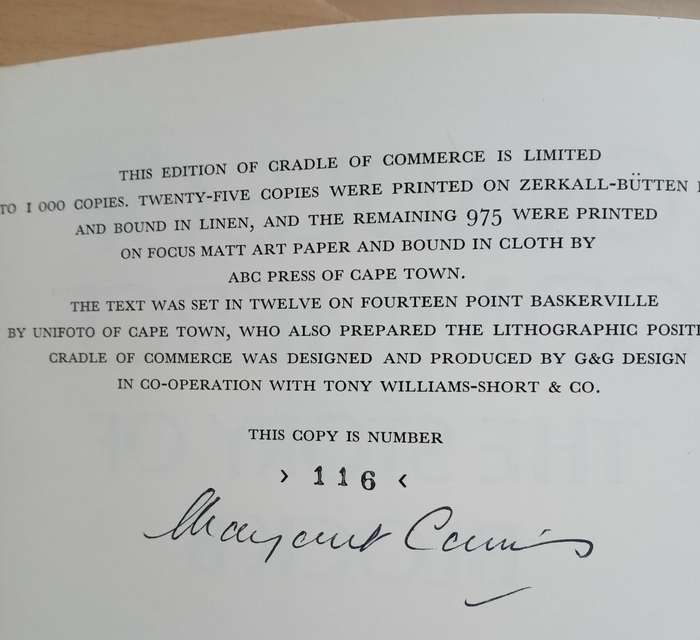 THIS EDITION OF CRADLE OF COMMERCE IS LIMITED
TO 1 000 COPIES. TWENTY-FIVE COPIES WERE PRINTED ON ZERKALL-BÜTTEN
AND BOUND IN LINEN, AND THE REMAINING 975 WERE PRINTED
ON FOCUS MATT ART PAPER AND BOUND IN CLOTH BY
ABC PRESS OF CAPE TOWN.
THE TEXT WAS SET IN TWELVE ON FOURTEEN POINT BASKERVILLE
BY UNIFOTO OF CAPE TOWN, WHO ALSO PREPARED THE LITHOGRAPHIC POSITI
CRADLE OF COMMERCE WAS DESIGNED AND PRODUCED BY G&G DESIGN
IN CO-OPERATION WITH TONY WILLIAMS-SHORT & CO.
THIS COPY IS NUMBER
› 116 ‹
Margaret